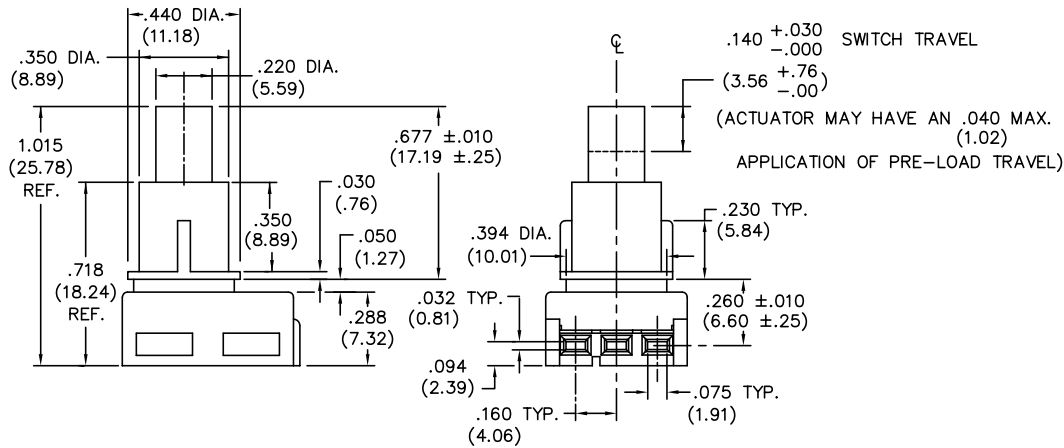 .440 DIA.
(11.18)
.350 DIA.
(8.89)
.220 DIA.
(5.59)
1.015
(25.78)
REF.
.677 ±.010
(17.19 ±.25)
.030
(.76)
.350
(8.89)
.050
(1.27)
.718
(18.24)
REF.
.288
(7.32)
℄
.140 +.030 -.000 SWITCH TRAVEL
(3.56 +.76 -.00)
(ACTUATOR MAY HAVE AN .040 MAX.
(1.02)
APPLICATION OF PRE-LOAD TRAVEL)
.230 TYP.
(5.84)
.394 DIA.
(10.01)
.032 TYP.
(0.81)
.260 ±.010
(6.60 ±.25)
.094
(2.39)
.075 TYP.
(1.91)
.160 TYP.
(4.06)